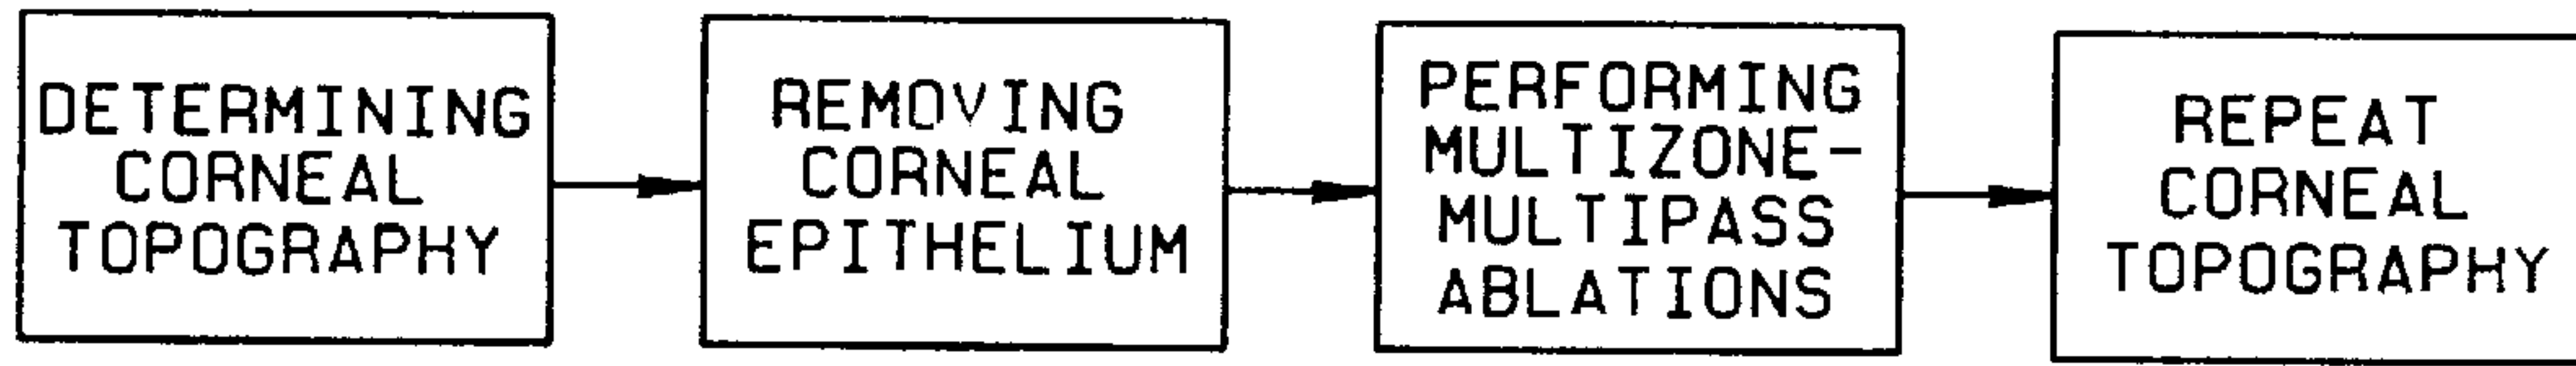 DETERMINING
CORNEAL
TOPOGRAPHY
REMOVING
CORNEAL
EPITHELIUM
PERFORMING
MULTIZONE-
MULTIPASS
ABLATIONS
REPEAT
CORNEAL
TOPOGRAPHY